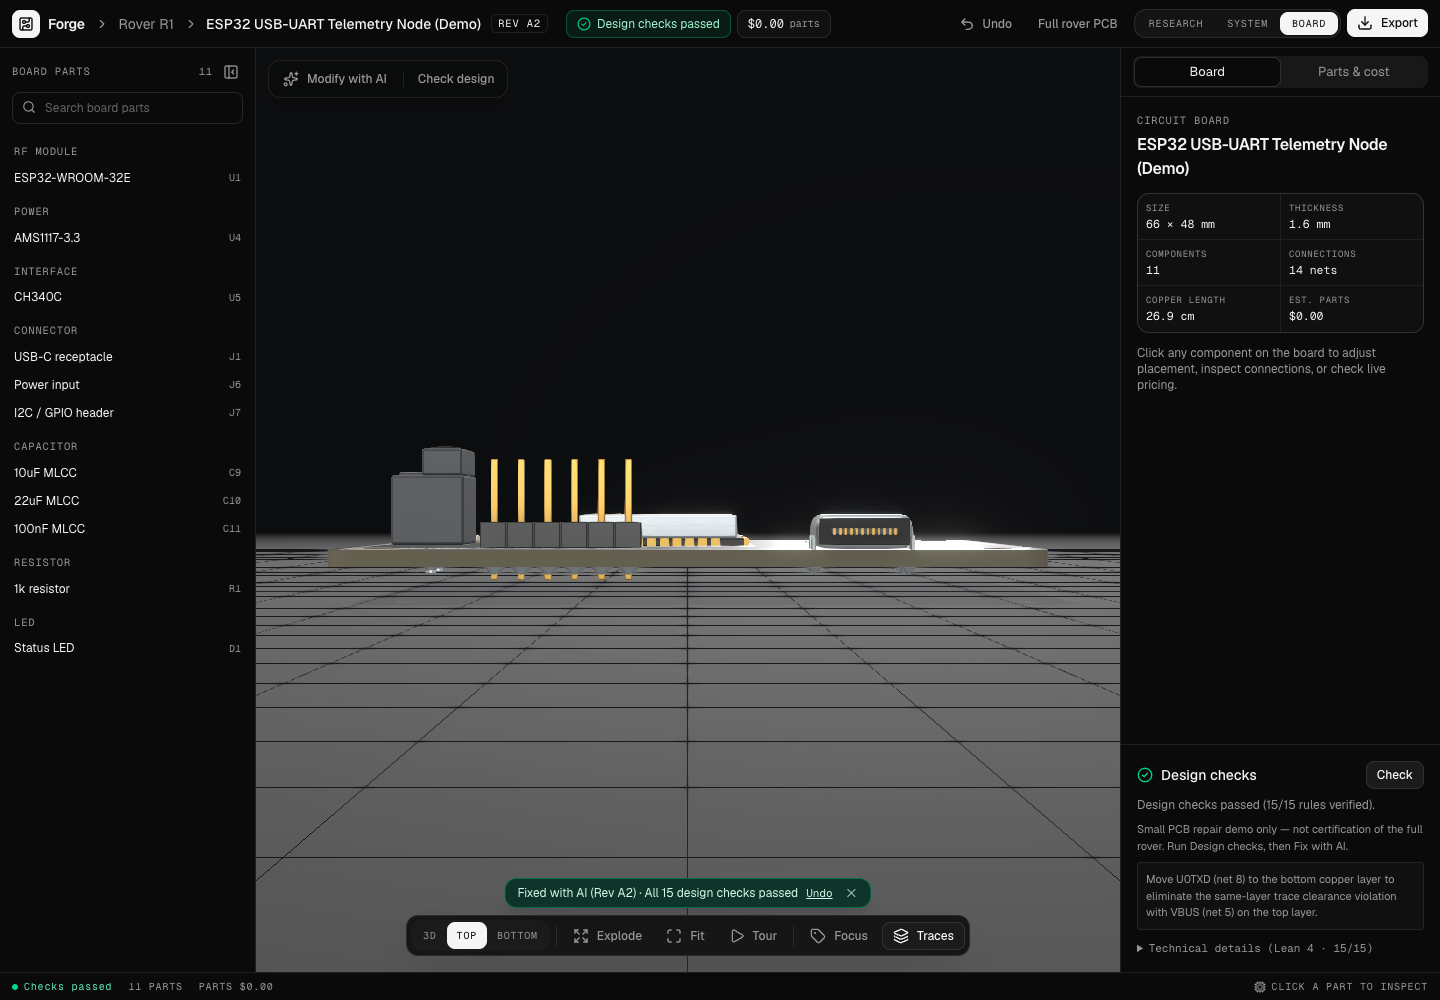 Forge > Rover R1 > ESP32 USB-UART Telemetry Node (Demo) REV A2 Design checks passed $0.00 parts Undo Full rover PCB RESEARCH SYSTEM BOARD Export
BOARD PARTS 11
Search board parts
RF MODULE
ESP32-WROOM-32E U1
POWER
AMS1117-3.3 U4
INTERFACE
CH340C U5
CONNECTOR
USB-C receptacle J1
Power input J6
I2C / GPIO header J7
CAPACITOR
10uF MLCC C9
22uF MLCC C10
100nF MLCC C11
RESISTOR
1k resistor R1
LED
Status LED D1
Modify with AI Check design
Fixed with AI (Rev A2) · All 15 design checks passed Undo
3D TOP BOTTOM Explode Fit Tour Focus Traces
Board Parts & cost
CIRCUIT BOARD
ESP32 USB-UART Telemetry Node
(Demo)
SIZE THICKNESS
66 × 48 mm 1.6 mm
COMPONENTS CONNECTIONS
11 14 nets
COPPER LENGTH EST. PARTS
26.9 cm $0.00
Click any component on the board to adjust
placement, inspect connections, or check live
pricing.
Design checks Check
Design checks passed (15/15 rules verified).
Small PCB repair demo only — not certification of the full
rover. Run Design checks, then Fix with AI.
Move U0TXD (net 8) to the bottom copper layer to
eliminate the same-layer trace clearance violation
with VBUS (net 5) on the top layer.
Technical details (Lean 4 · 15/15)
Checks passed 11 PARTS PARTS $0.00 CLICK A PART TO INSPECT